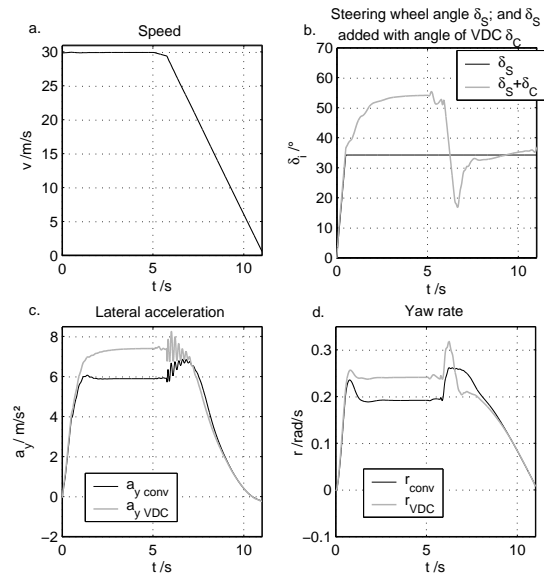 a.
Speed
30
25
20
15
10
5
0
v /m/s
0
5
10
t /s
Steering wheel angle δS; and δS
b.
added with angle of VDC δC
70
60
50
40
30
20
10
0
δi /°
δS
δS+δC
0
5
10
t /s
c.
Lateral acceleration
8
6
4
2
0
−2
ay/ m/s²
ay conv
ay VDC
0
5
10
t /s
d.
Yaw rate
0.3
0.2
0.1
0
−0.1
r /rad/s
rconv
rVDC
0
5
10
t /s